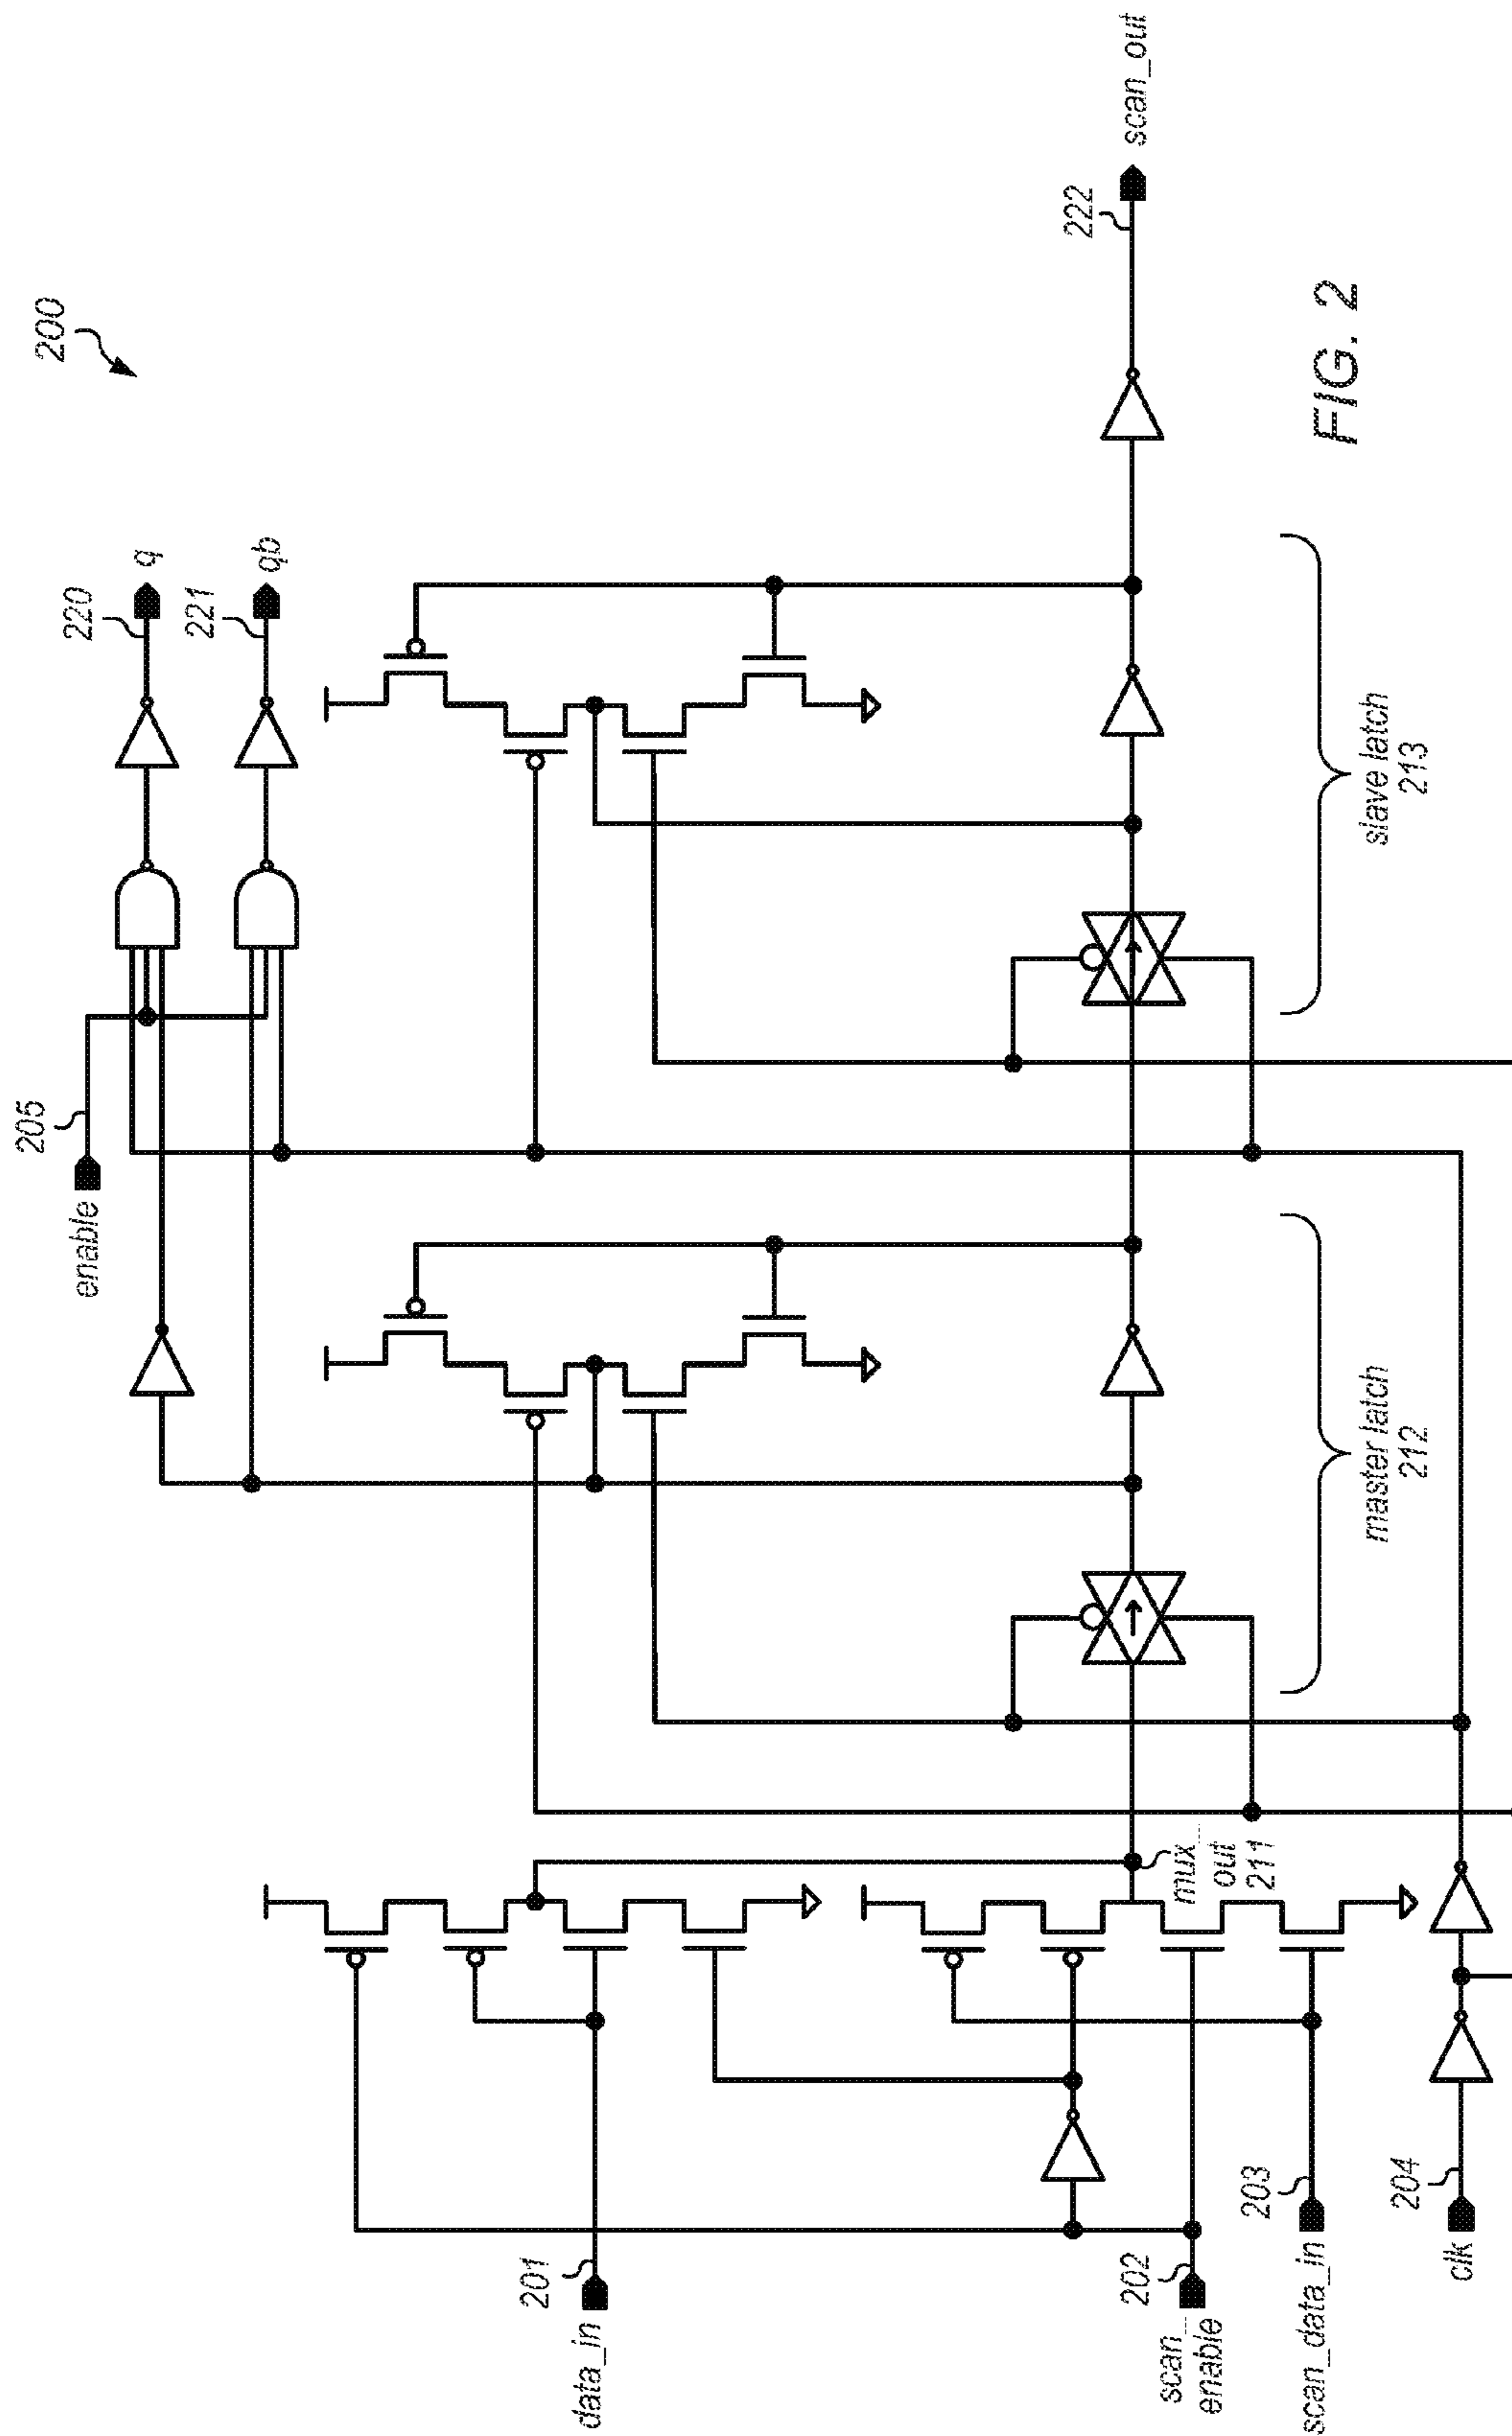 200
205
enable
220
q
221
qb
201
data_in
202
scan_
enable
203
scan_data_in
204
clk
mux_
out
211
master latch
212
slave latch
213
222
scan_out
FIG. 2